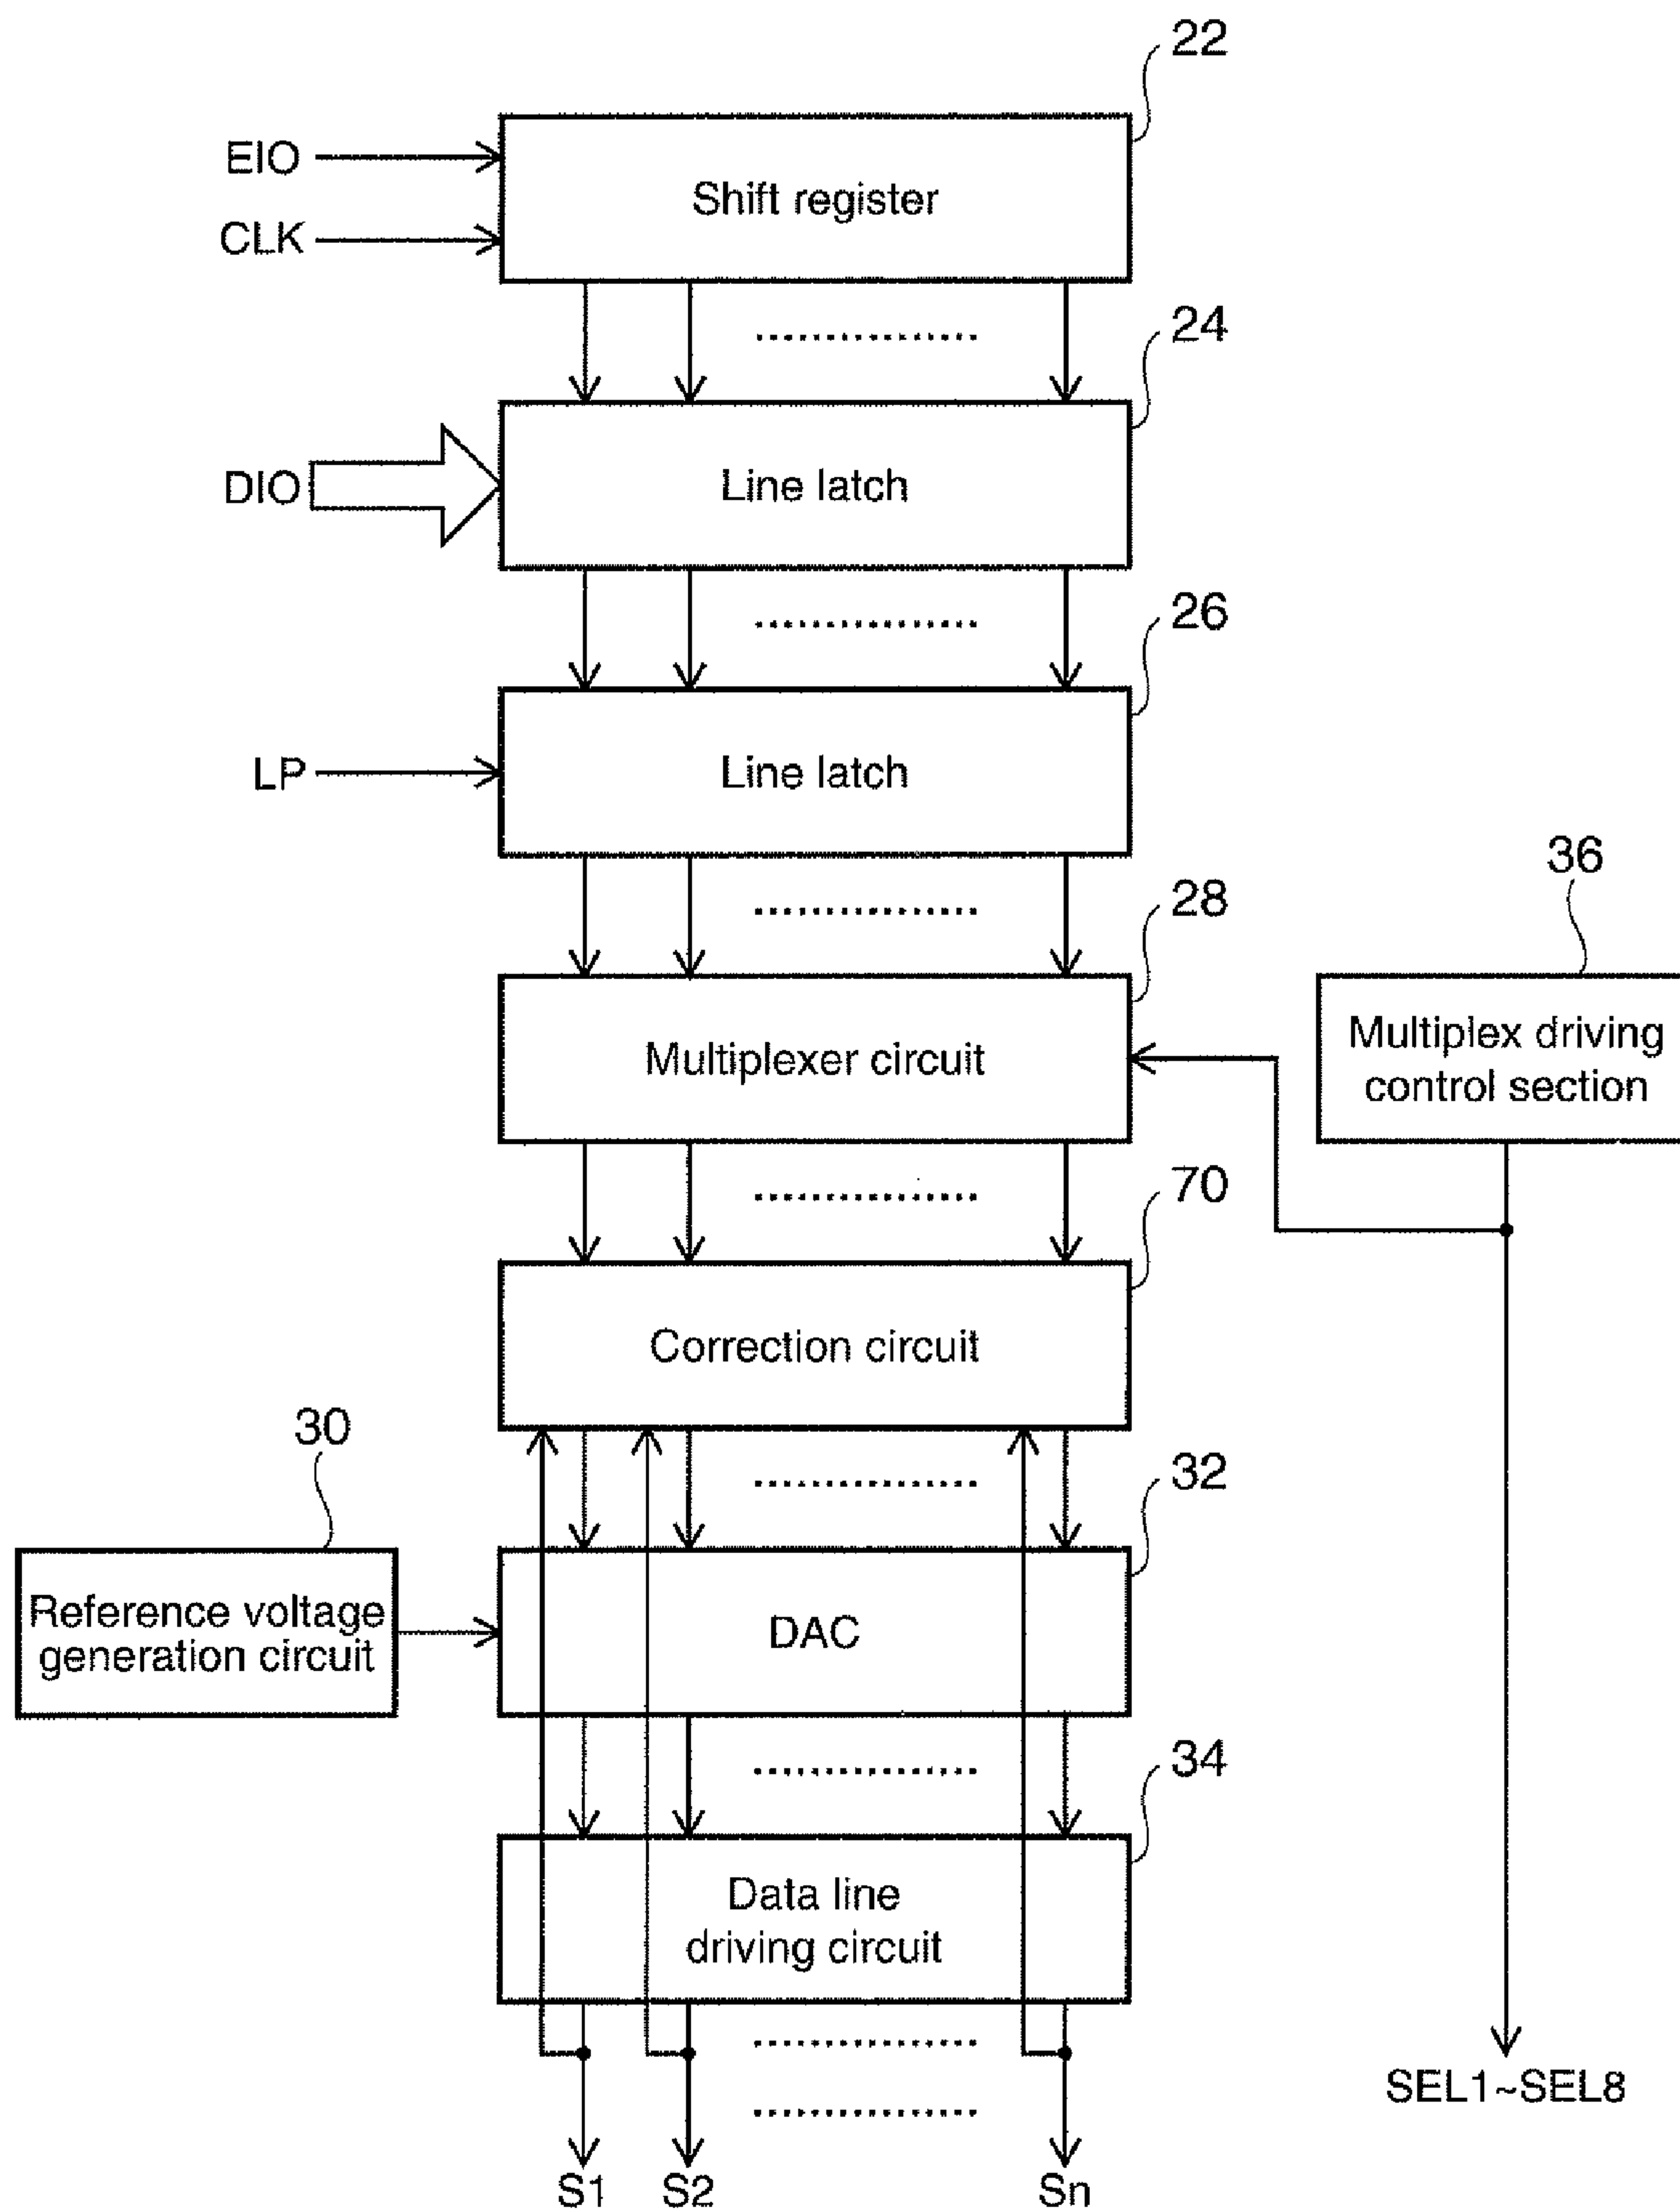 22
EIO
Shift register
CLK
24
DIO
Line latch
26
LP
Line latch
36
28
Multiplexer circuit
Multiplex driving
control section
70
Correction circuit
30
32
Reference voltage
generation circuit
DAC
34
Data line
driving circuit
SEL1~SEL8
S1 S2 Sn